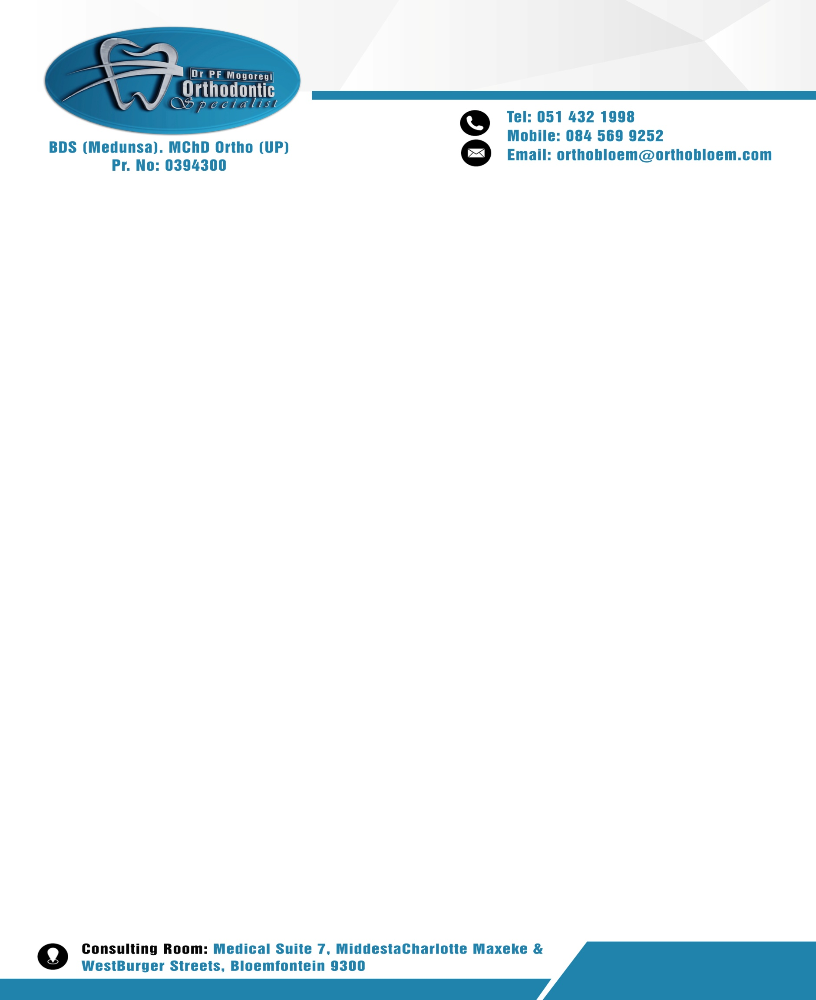 Dr PF Mogoregi
Orthodontic
Specialist
BDS (Medunsa). MChD Ortho (UP)
Pr. No: 0394300
Tel: 051 432 1998
Mobile: 084 569 9252
Email: orthobloem@orthobloem.com
Consulting Room: Medical Suite 7, MiddestaCharlotte Maxeke &
WestBurger Streets, Bloemfontein 9300